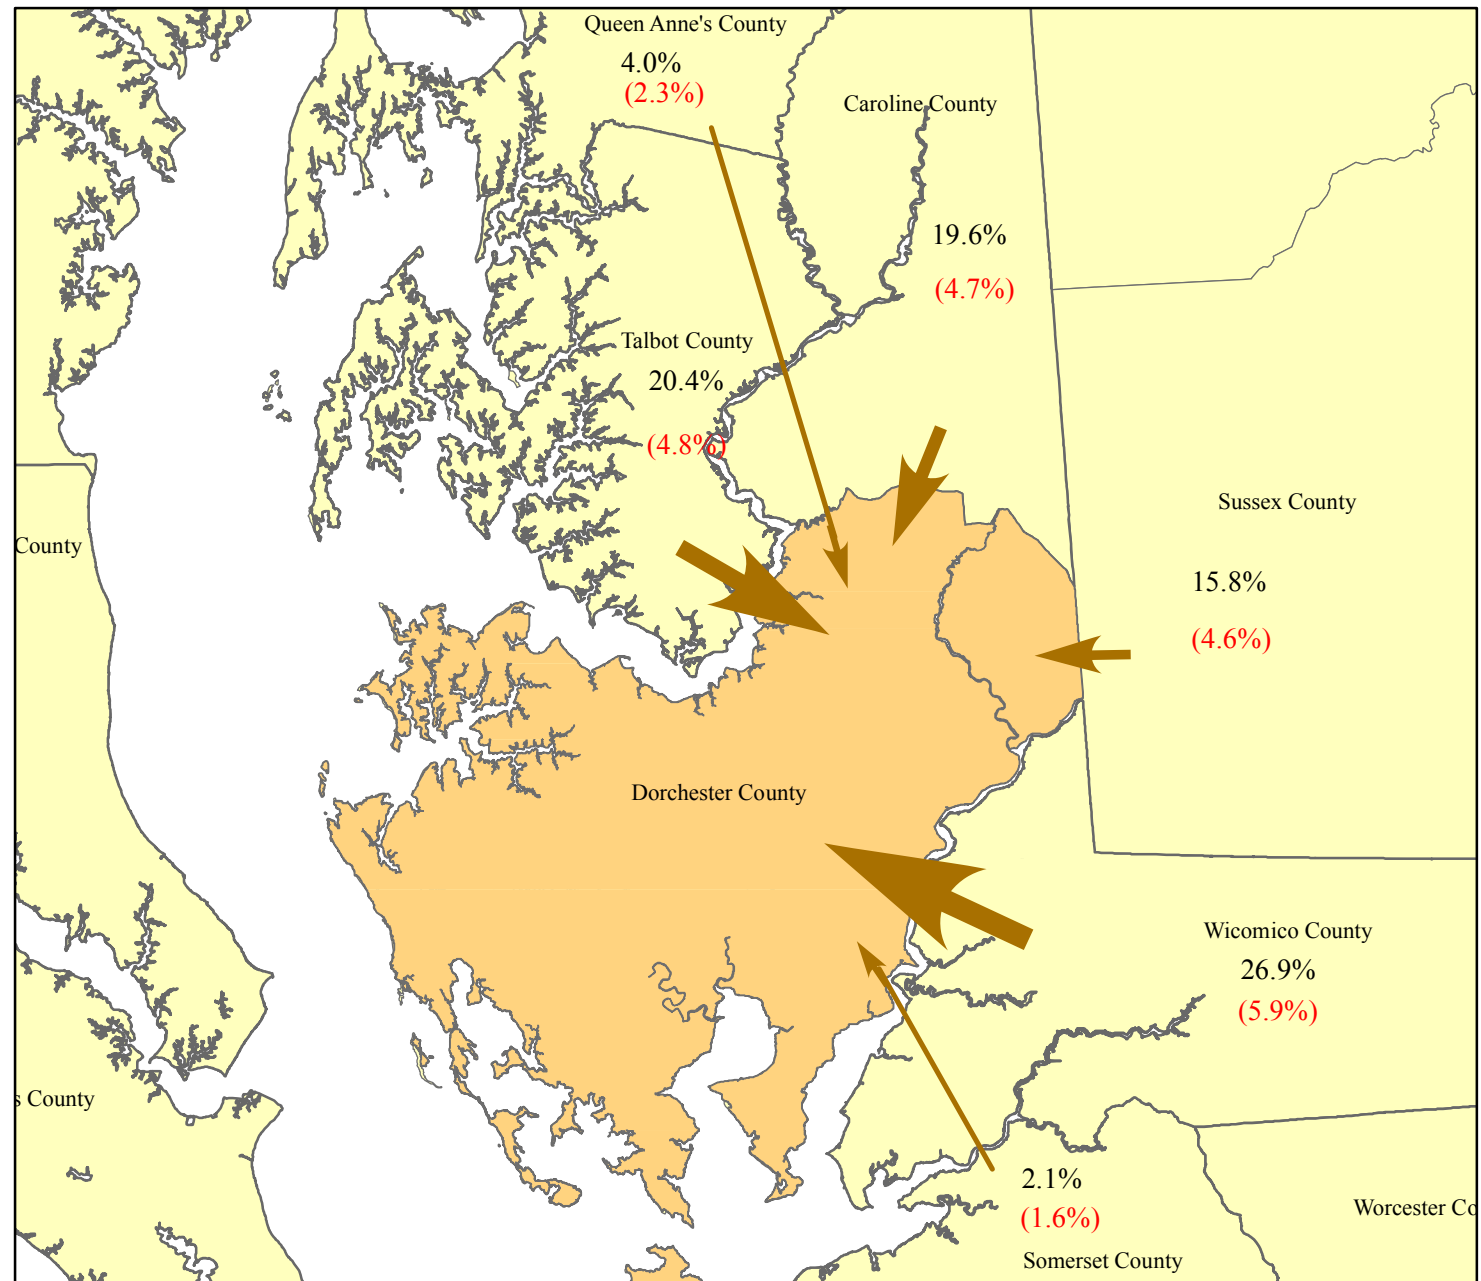 Queen Anne's County
4.0%
(2.3%)
Caroline County
19.6%
(4.7%)
Talbot County
20.4%
(4.8%)
Sussex County
15.8%
(4.6%)
County
Dorchester County
Wicomico County
26.9%
(5.9%)
s County
2.1%
(1.6%)
Worcester Co
Somerset County